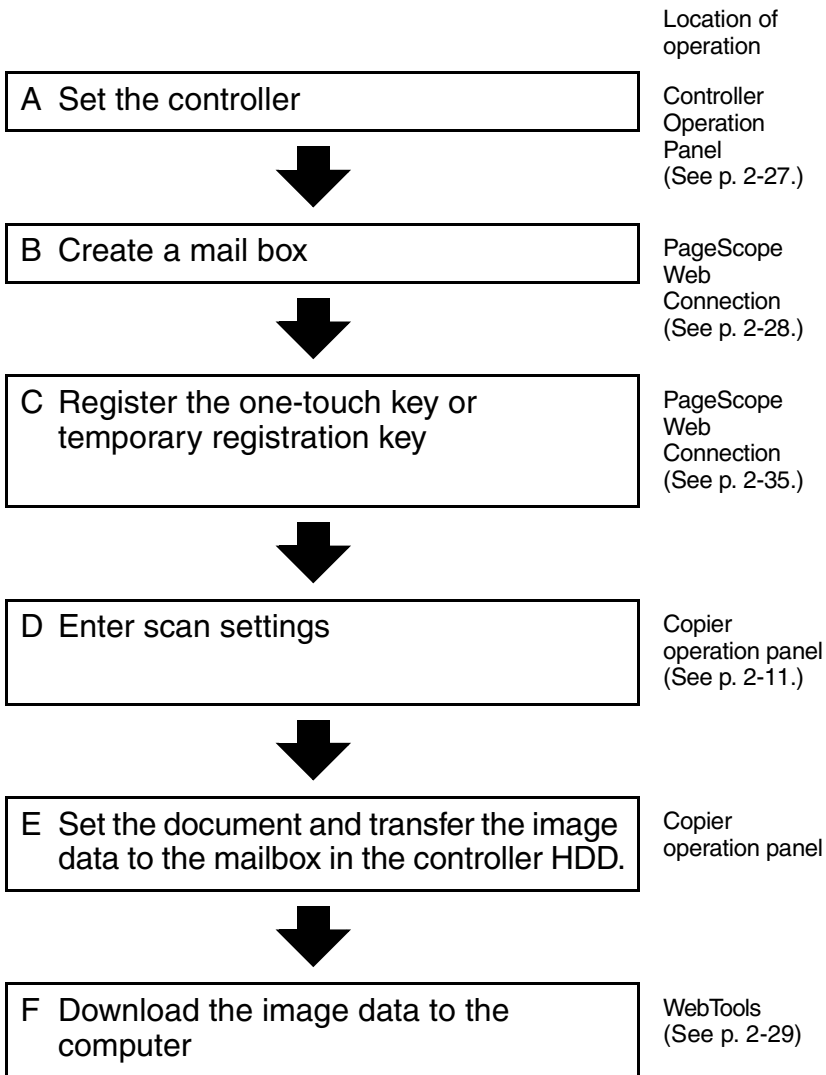 Location of
operation
A Set the controller
Controller
Operation
Panel
(See p. 2-27.)
B Create a mail box
PageScope
Web
Connection
(See p. 2-28.)
C Register the one-touch key or
temporary registration key
PageScope
Web
Connection
(See p. 2-35.)
D Enter scan settings
Copier
operation panel
(See p. 2-11.)
E Set the document and transfer the image
data to the mailbox in the controller HDD.
Copier
operation panel
F Download the image data to the
computer
WebTools
(See p. 2-29)